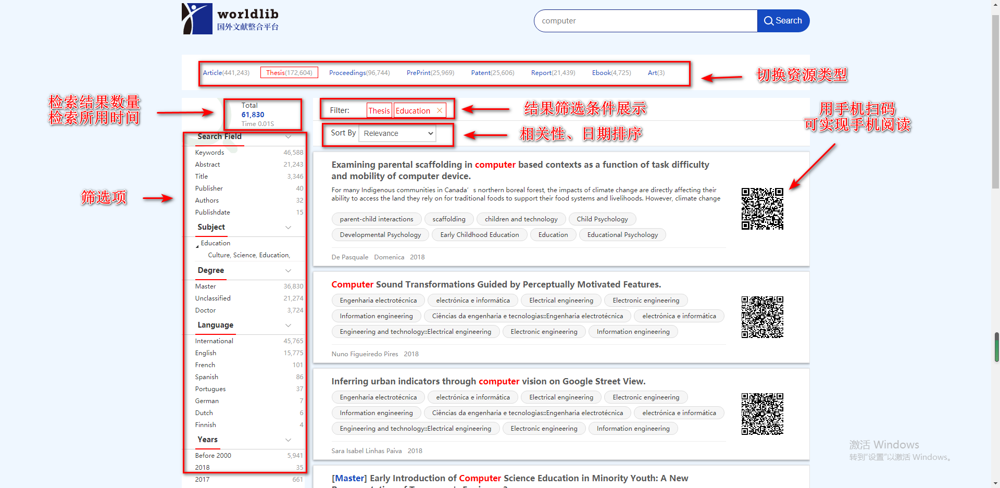 worldlib
国外文献整合平台
computer
Search
Article(441,243) Thesis(172,604) Proceedings(96,744) PrePrint(25,969) Patent(25,606) Report(21,439) Ebook(4,725) Art(3)
切换资源类型
检索结果数量
检索所用时间
Total
61,830
Time 0.01S
Filter: Thesis Education
结果筛选条件展示
Sort By Relevance
相关性、日期排序
用手机扫码
可实现手机阅读
筛选项
Search Field
Keywords 46,588
Abstract 21,243
Title 3,346
Publisher 40
Authors 32
Publishdate 15
Subject
Education
Culture, Science, Education,
Degree
Master 36,830
Unclassified 21,274
Doctor 3,724
Language
International 45,765
English 15,775
French 101
Spanish 86
Portugues 37
German 7
Dutch 6
Finnish 4
Years
Before 2000 5,941
2018 35
2017 661
Examining parental scaffolding in computer based contexts as a function of task difficulty
and mobility of computer device.
For many Indigenous communities in Canada’s northern boreal forest, the impacts of climate change are directly affecting their
ability to access the land they rely on for traditional foods to support their food systems and livelihoods. However, climate change
parent-child interactions scaffolding children and technology Child Psychology
Developmental Psychology Early Childhood Education Education Educational Psychology
De Pasquale Domenica 2018
Computer Sound Transformations Guided by Perceptually Motivated Features.
Engenharia electrotécnica electrónica e informática Electrical engineering Electronic engineering
Information engineering Ciências da engenharia e tecnologias::Engenharia electrotécnica electrónica e informática
Engineering and technology::Electrical engineering Electronic engineering Information engineering
Nuno Figueiredo Pires 2018
Inferring urban indicators through computer vision on Google Street View.
Engenharia electrotécnica electrónica e informática Electrical engineering Electronic engineering
Information engineering Ciências da engenharia e tecnologias::Engenharia electrotécnica electrónica e informática
Engineering and technology::Electrical engineering Electronic engineering Information engineering
Sara Isabel Linhas Paiva 2018
[Master] Early Introduction of Computer Science Education in Minority Youth: A New
激活 Windows
转到"设置"以激活 Windows。